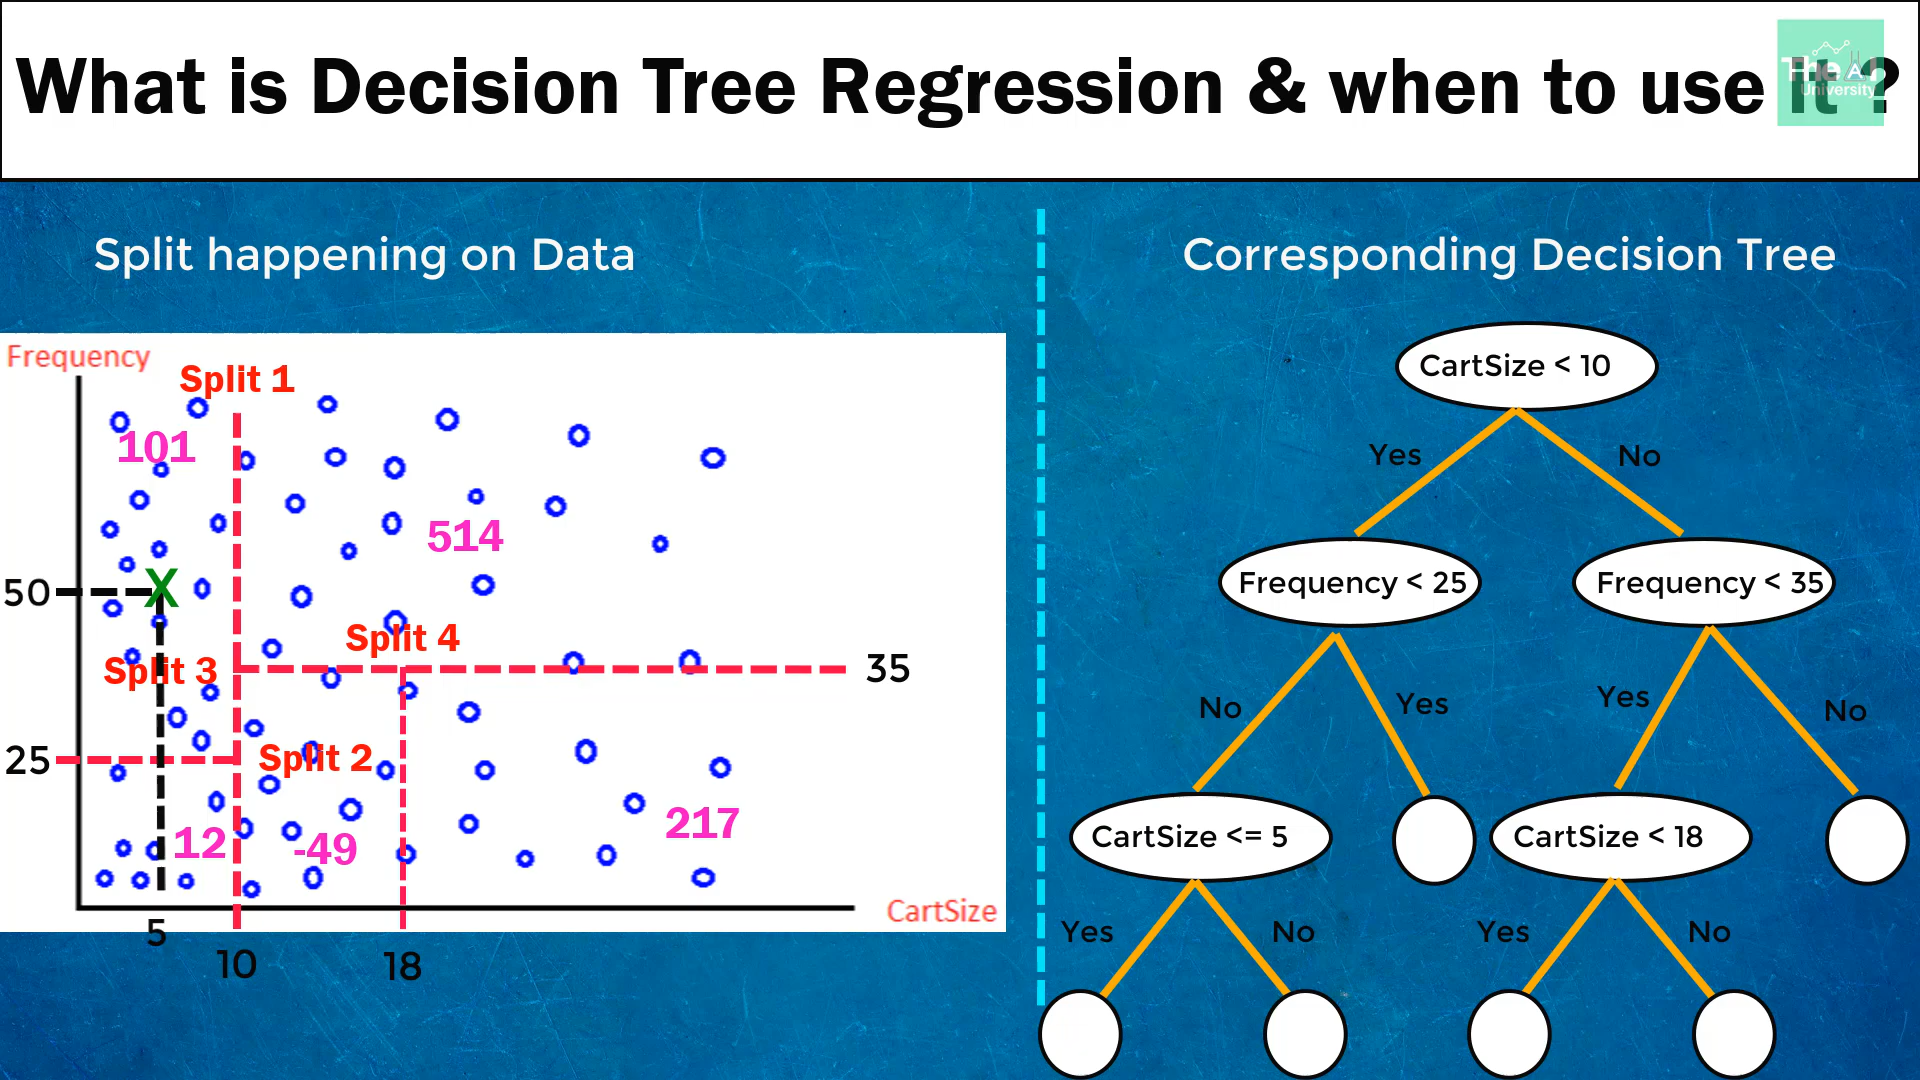 What is Decision Tree Regression & when to use it ?
The AI
University
Split happening on Data
Corresponding Decision Tree
Frequency
Split 1
101
514
X
50
Split 4
Split 3
35
25
Split 2
12
-49
217
CartSize
5
10
18
CartSize < 10
Yes
No
Frequency < 25
Frequency < 35
No
Yes
Yes
No
CartSize <= 5
CartSize < 18
Yes
No
Yes
No